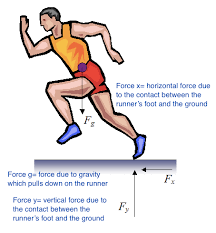 Force x= horizontal force due
to the contact between the
runner's foot and the ground
Fg
Force g= force due to gravity
which pulls down on the runner
Fx
Force y= vertical force due to
the contact between the
runner's foot and the ground
Fy